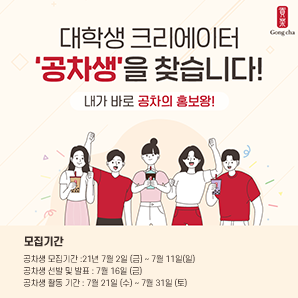 貢茶
Gong cha
대학생 크리에이터
'공차생'을 찾습니다!
내가 바로 공차의 홍보왕!
모집기간
공차생 모집기간 :21년 7월 2일 (금) ~ 7월 11일(일)
공차생 선발 및 발표 : 7월 16일 (금)
공차생 활동 기간 : 7월 21일 (수) ~ 7월 31일 (토)